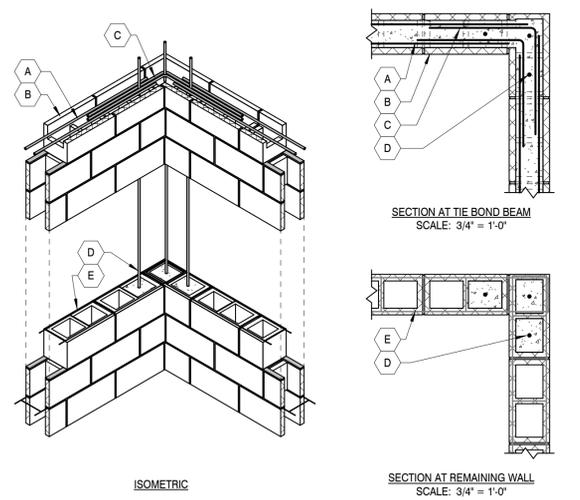 C
A
B
D
E
ISOMETRIC
A
B
C
D
SECTION AT TIE BOND BEAM
SCALE: 3/4" = 1'-0"
E
D
SECTION AT REMAINING WALL
SCALE: 3/4" = 1'-0"